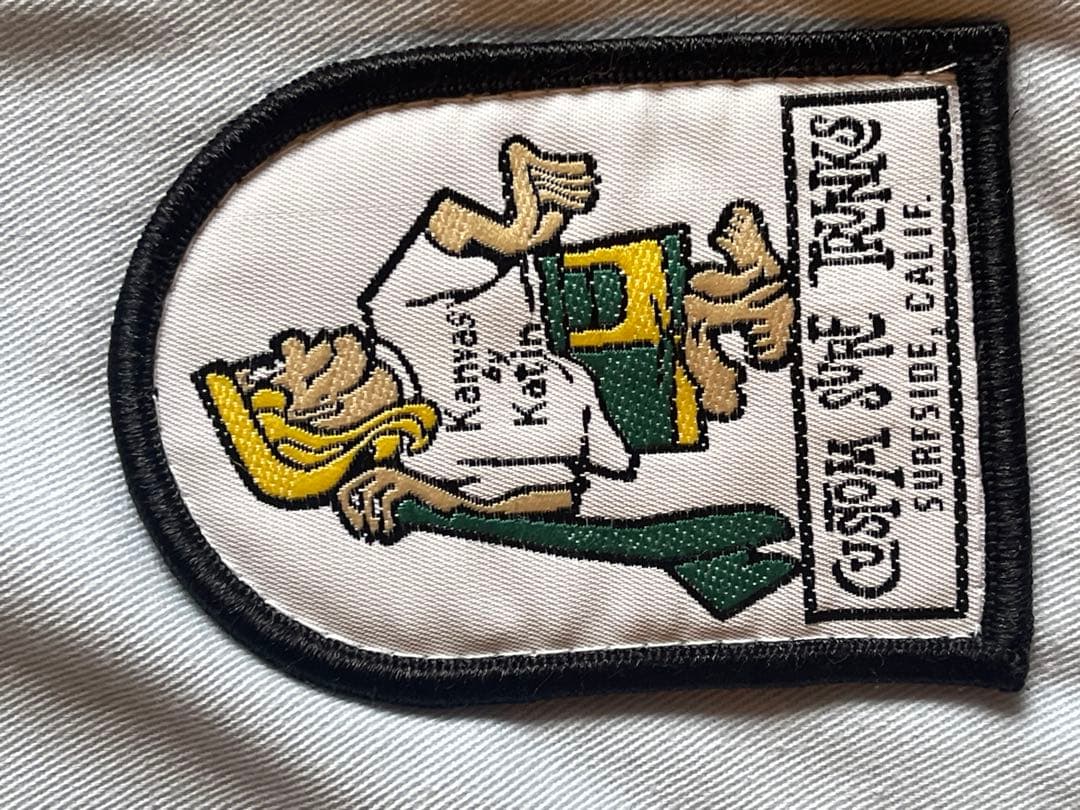 Kanvas
by
Katin
CUSTOM SURF TRUNKS
SURFSIDE, CALIF.